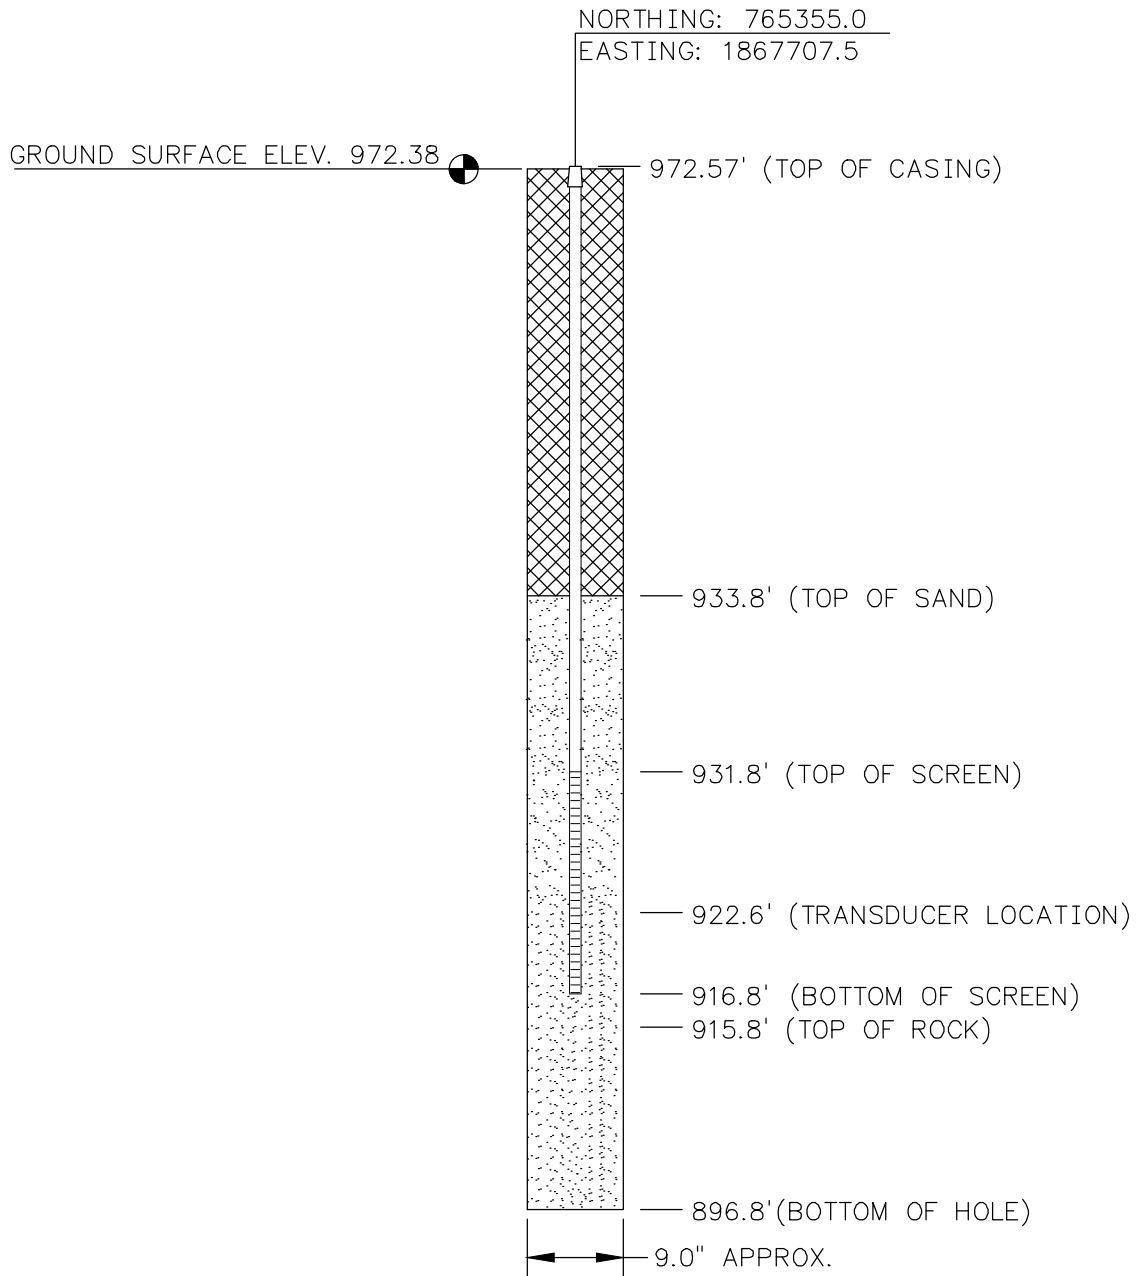 NORTHING: 765355.0
EASTING: 1867707.5
GROUND SURFACE ELEV. 972.38
972.57' (TOP OF CASING)
933.8' (TOP OF SAND)
931.8' (TOP OF SCREEN)
922.6' (TRANSDUCER LOCATION)
916.8' (BOTTOM OF SCREEN)
915.8' (TOP OF ROCK)
896.8'(BOTTOM OF HOLE)
9.0" APPROX.